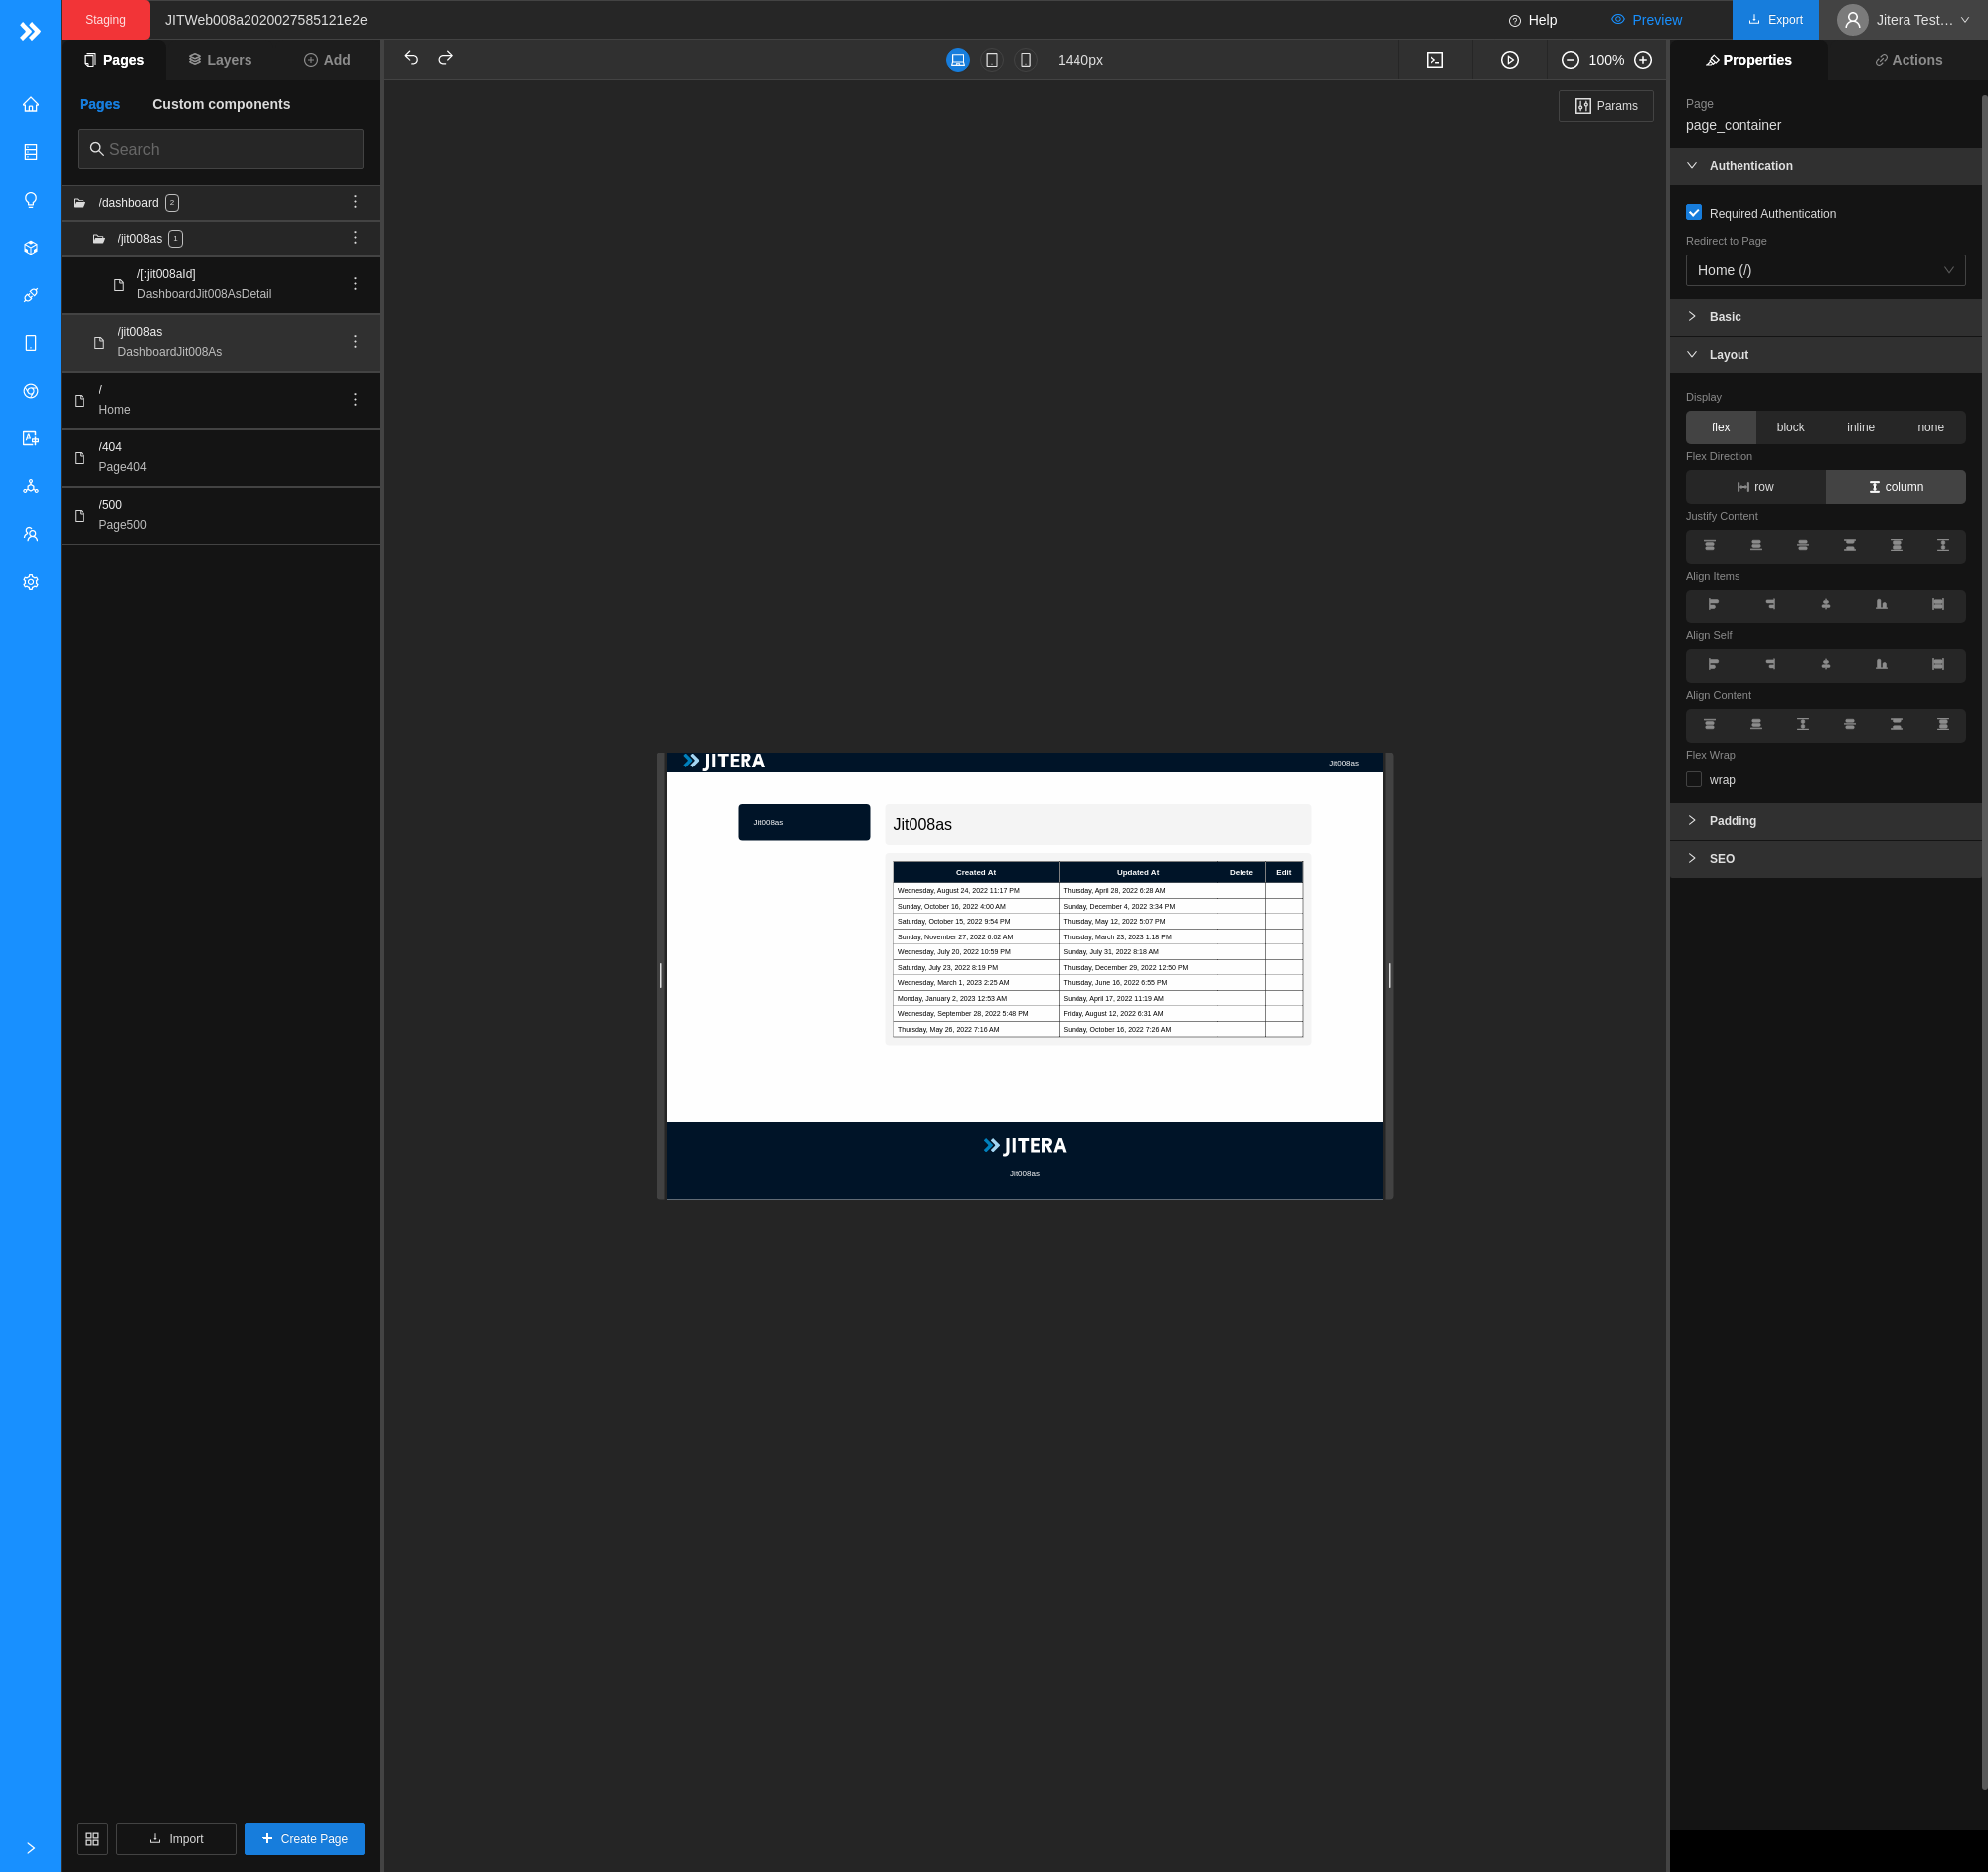 Staging
JITWeb008a2020027585121e2e
Help
Preview
Export
Jitera Test...
Pages
Layers
Add
1440px
100%
Properties
Actions
Pages
Custom components
Search
/dashboard 2
/jit008as 1
/[:jit008aId]
DashboardJit008AsDetail
/jit008as
DashboardJit008As
/
Home
/404
Page404
/500
Page500
Import
Create Page
Params
JITERA
Jit008as
Jit008as
Jit008as
Created At Updated At Delete Edit
Wednesday, August 24, 2022 11:17 PM Thursday, April 28, 2022 6:28 AM
Sunday, October 16, 2022 4:00 AM Sunday, December 4, 2022 3:34 PM
Saturday, October 15, 2022 9:54 PM Thursday, May 12, 2022 5:07 PM
Sunday, November 27, 2022 6:02 AM Thursday, March 23, 2023 1:18 PM
Wednesday, July 20, 2022 10:59 PM Sunday, July 31, 2022 8:18 AM
Saturday, July 23, 2022 8:19 PM Thursday, December 29, 2022 12:50 PM
Wednesday, March 1, 2023 2:25 AM Thursday, June 16, 2022 6:55 PM
Monday, January 2, 2023 12:53 AM Sunday, April 17, 2022 11:19 AM
Wednesday, September 28, 2022 5:48 PM Friday, August 12, 2022 6:31 AM
Thursday, May 26, 2022 7:16 AM Sunday, October 16, 2022 7:26 AM
JITERA
Jit008as
Page
page_container
Authentication
Required Authentication
Redirect to Page
Home (/)
Basic
Layout
Display
flex block inline none
Flex Direction
row column
Justify Content
Align Items
Align Self
Align Content
Flex Wrap
wrap
Padding
SEO